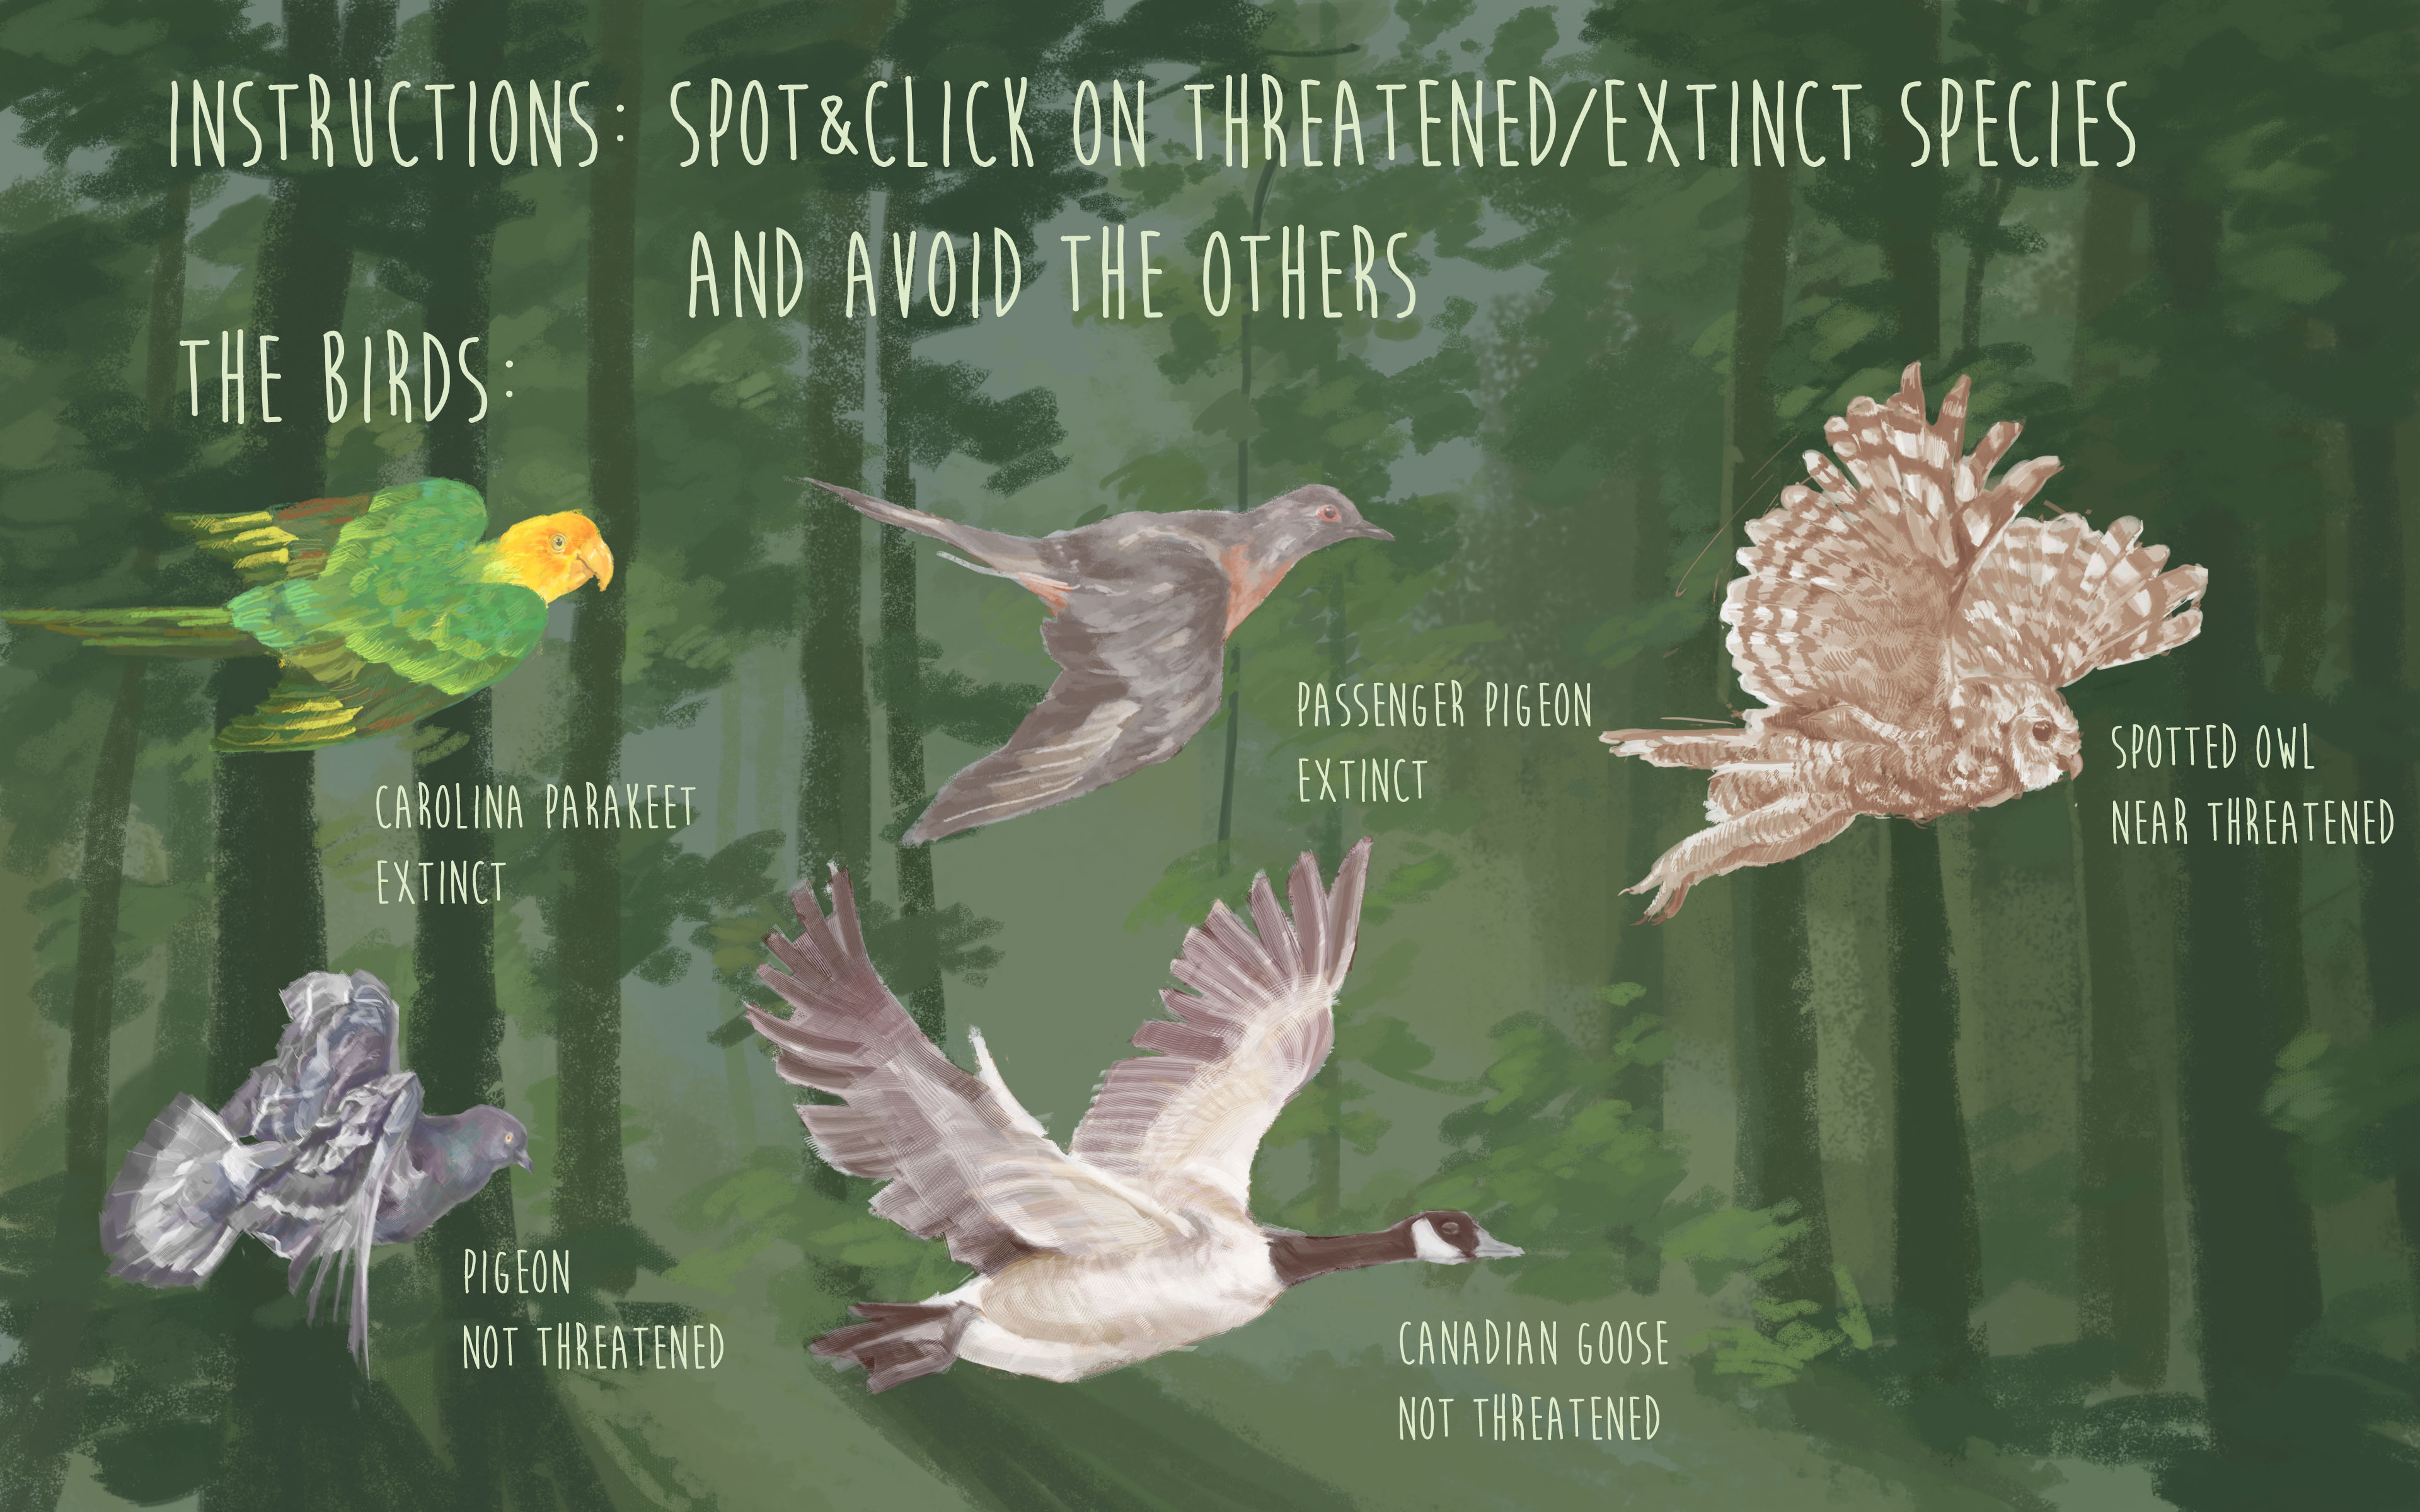 INSTRUCTIONS: SPOT&CLICK ON THREATENED/EXTINCT SPECIES
AND AVOID THE OTHERS
THE BIRDS:
CAROLINA PARAKEET
EXTINCT
PASSENGER PIGEON
EXTINCT
SPOTTED OWL
NEAR THREATENED
PIGEON
NOT THREATENED
CANADIAN GOOSE
NOT THREATENED